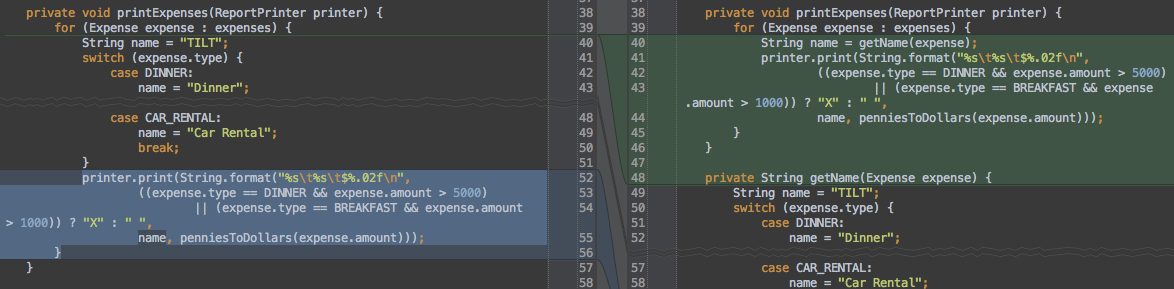 private void printExpenses(ReportPrinter printer) {
for (Expense expense : expenses) {
String name = "TILT";
switch (expense.type) {
case DINNER:
name = "Dinner";
case CAR_RENTAL:
name = "Car Rental";
break;
}
printer.print(String.format("%s\t%s\t$%.02f\n",
((expense.type == DINNER && expense.amount > 5000)
|| (expense.type == BREAKFAST && expense.amount
> 1000)) ? "X" : " ",
name, penniesToDollars(expense.amount)));
}
}
38
39
40
41
42
43
48
49
50
51
52
53
54
55
56
57
58
38
39
40
41
42
43
44
45
46
47
48
49
50
51
52
57
58
private void printExpenses(ReportPrinter printer) {
for (Expense expense : expenses) {
String name = getName(expense);
printer.print(String.format("%s\t%s\t$%.02f\n",
((expense.type == DINNER && expense.amount > 5000)
|| (expense.type == BREAKFAST && expense
.amount > 1000)) ? "X" : " ",
name, penniesToDollars(expense.amount)));
}
}
private String getName(Expense expense) {
String name = "TILT";
switch (expense.type) {
case DINNER:
name = "Dinner";
case CAR_RENTAL:
name = "Car Rental";